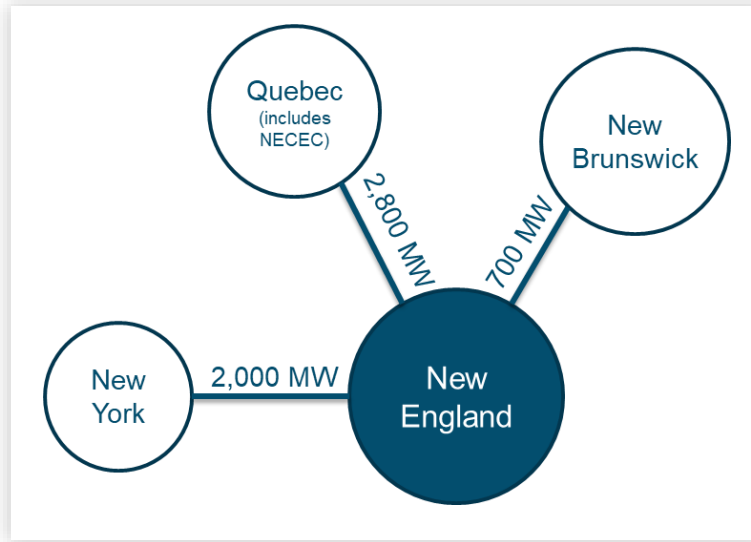 Quebec
(includes
NECEC)
New
Brunswick
2,800 MW
700 MW
New
York
2,000 MW
New
England